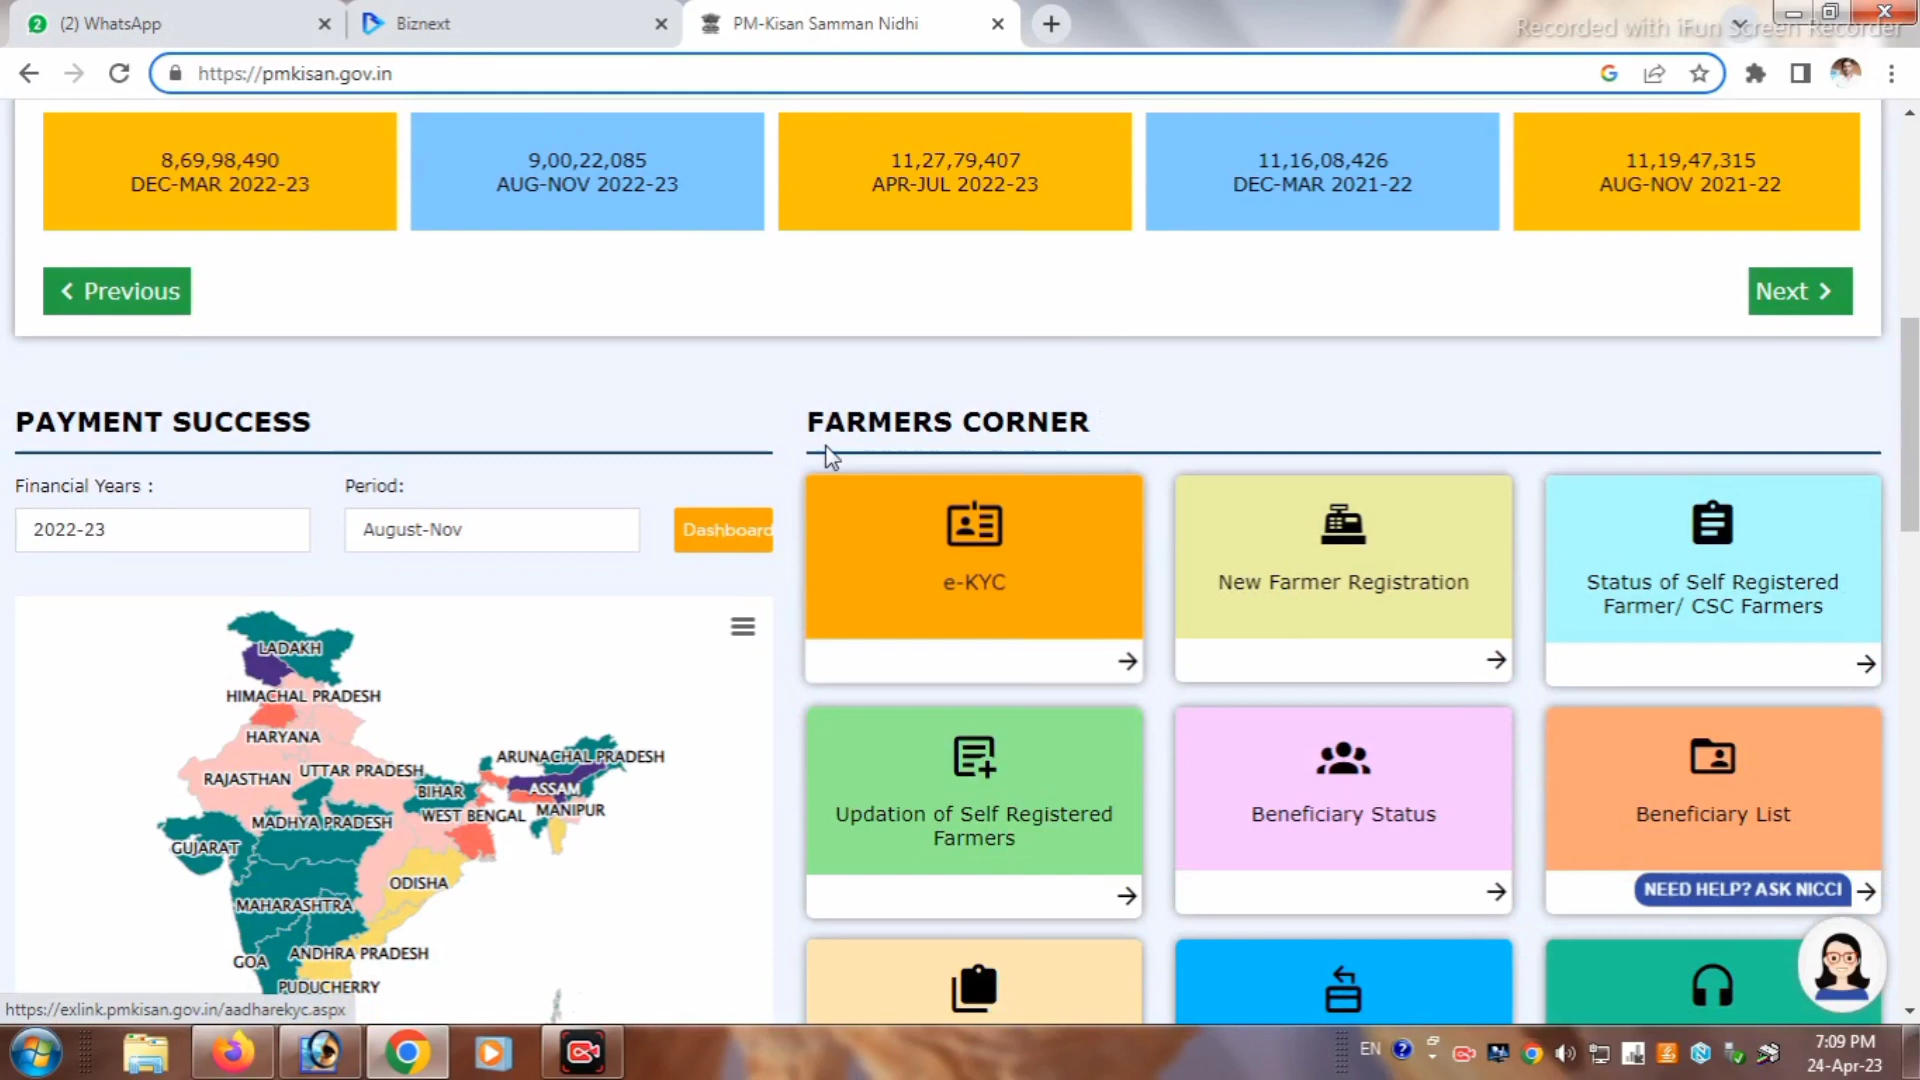 (2) WhatsApp
Biznext
PM-Kisan Samman Nidhi
Recorded with iFun Screen Recorder
https://pmkisan.gov.in
8,69,98,490
DEC-MAR 2022-23
9,00,22,085
AUG-NOV 2022-23
11,27,79,407
APR-JUL 2022-23
11,16,08,426
DEC-MAR 2021-22
11,19,47,315
AUG-NOV 2021-22
Previous
Next
PAYMENT SUCCESS
Financial Years :
Period:
2022-23
August-Nov
Dashboard
LADAKH
HIMACHAL PRADESH
HARYANA
ARUNACHAL PRADESH
RAJASTHAN
UTTAR PRADESH
BIHAR
ASSAM
WEST BENGAL
MANIPUR
MADHYA PRADESH
GUJARAT
ODISHA
MAHARASHTRA
ANDHRA PRADESH
GOA
PUDUCHERRY
FARMERS CORNER
e-KYC
New Farmer Registration
Status of Self Registered
Farmer/ CSC Farmers
Updation of Self Registered
Farmers
Beneficiary Status
Beneficiary List
NEED HELP? ASK NICCI
https://exlink.pmkisan.gov.in/aadharekyc.aspx
EN
7:09 PM
24-Apr-23